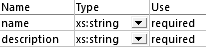 Name Type Use
name xs:string required
description xs:string required